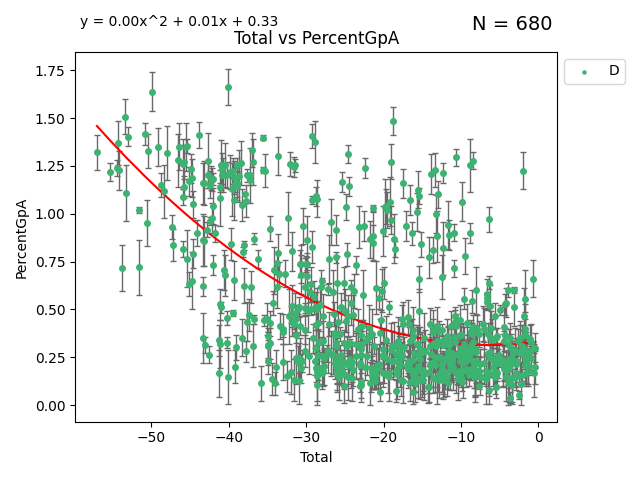 y = 0.00x^2 + 0.01x + 0.33
N = 680
Total vs PercentGpA
D
PercentGpA
1.75
1.50
1.25
1.00
0.75
0.50
0.25
0.00
−50
−40
−30
−20
−10
0
Total